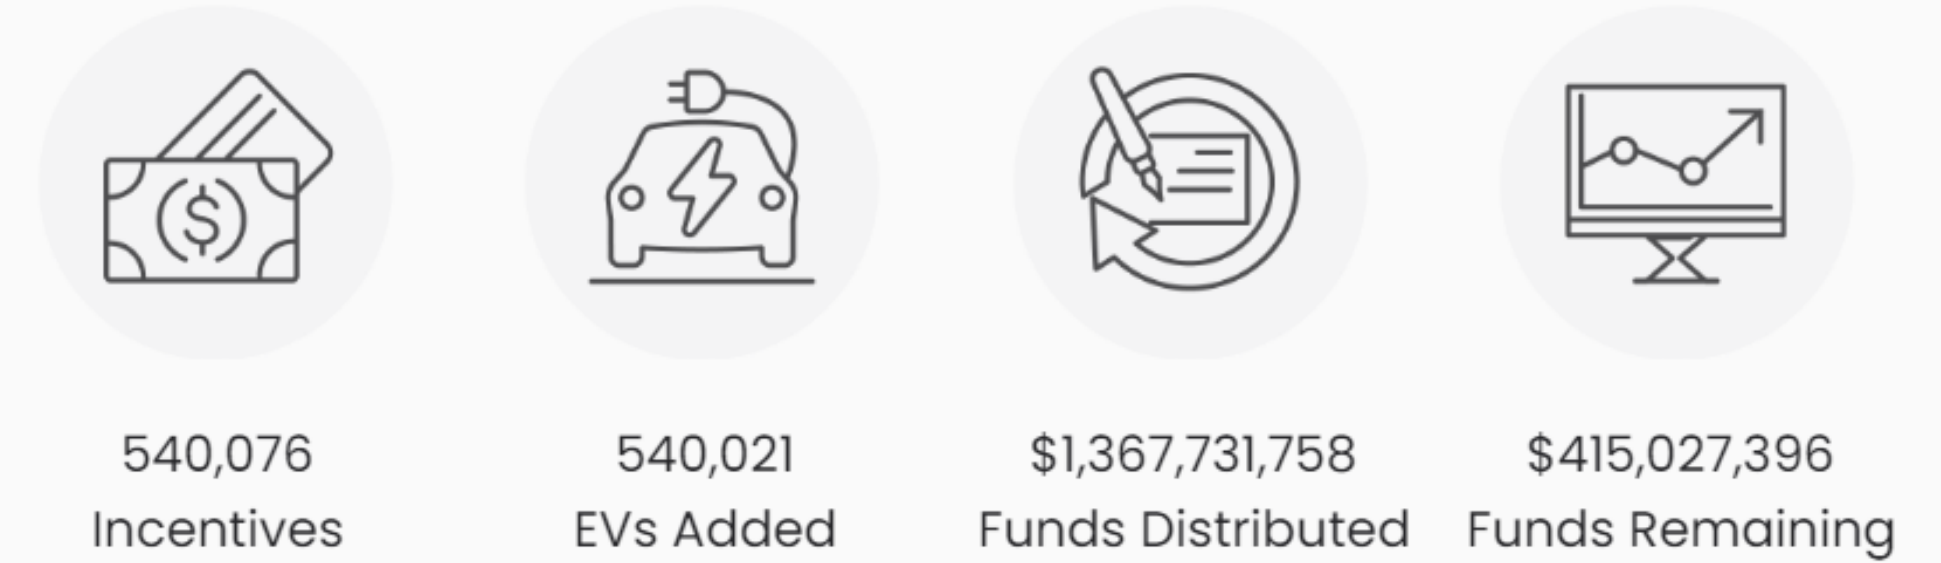 540,076
Incentives
540,021
EVs Added
$1,367,731,758
Funds Distributed
$415,027,396
Funds Remaining